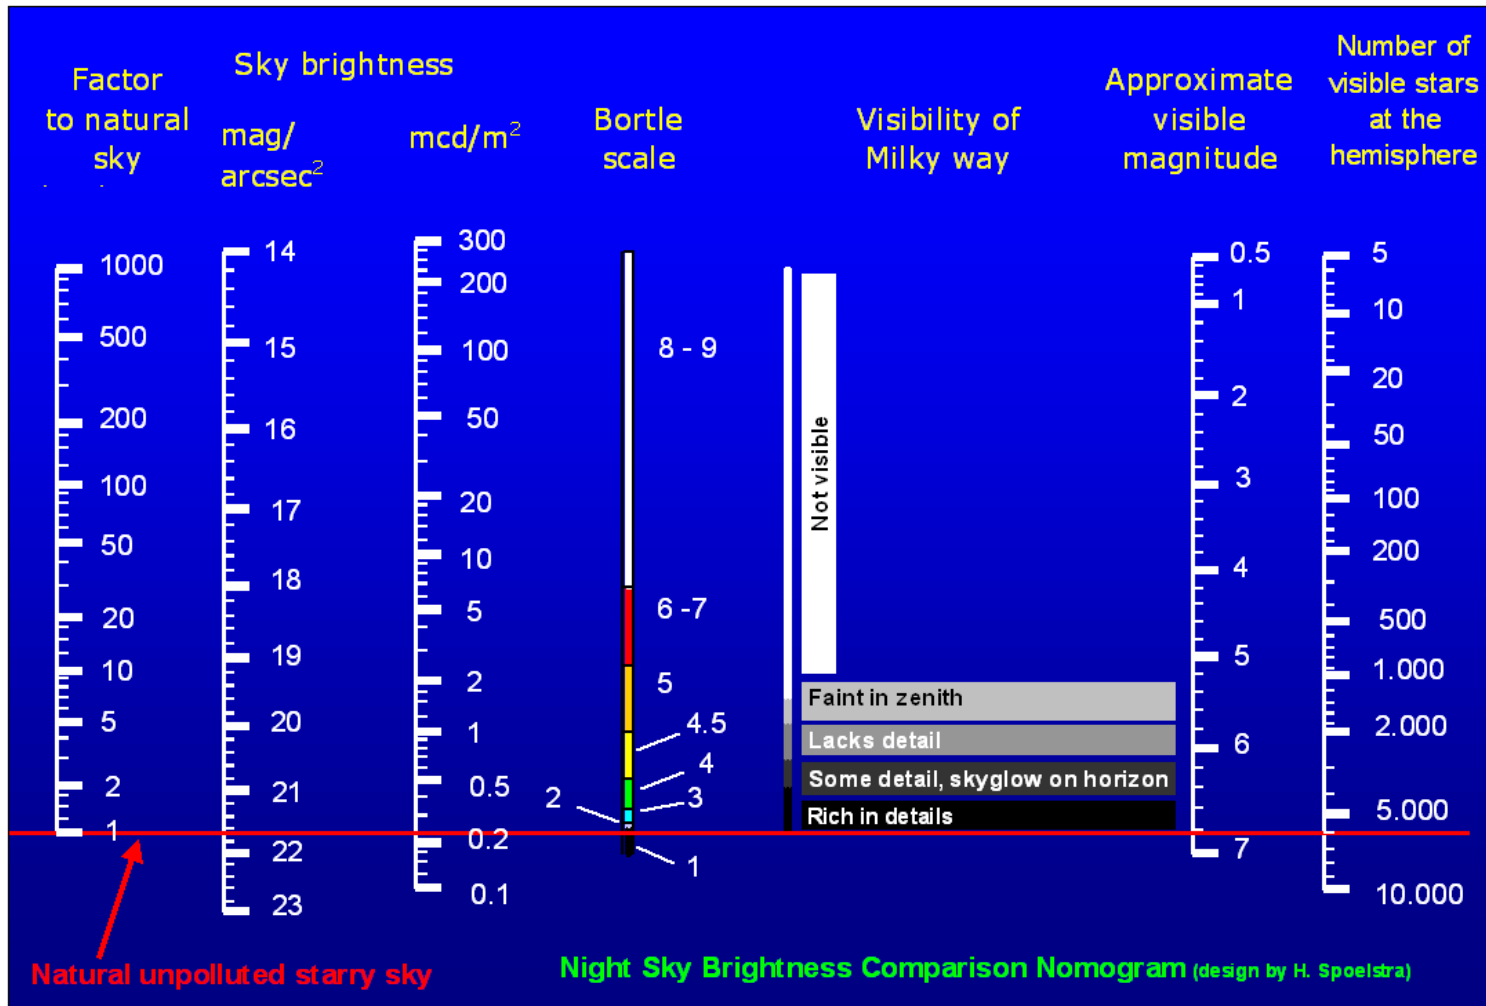 Factor
to natural
sky
Sky brightness
mag/
arcsec²
mcd/m²
Bortle
scale
Visibility of
Milky way
Approximate
visible
magnitude
Number of
visible stars
at the
hemisphere
1000
500
200
100
50
20
10
5
2
1
14
15
16
17
18
19
20
21
22
23
300
200
100
50
20
10
5
2
1
0.5
0.2
0.1
8 - 9
6 -7
5
4.5
4
3
2
1
Not visible
Faint in zenith
Lacks detail
Some detail, skyglow on horizon
Rich in details
0.5
1
2
3
4
5
6
7
5
10
20
50
100
200
500
1.000
2.000
5.000
10.000
Natural unpolluted starry sky
Night Sky Brightness Comparison Nomogram (design by H. Spoelstra)